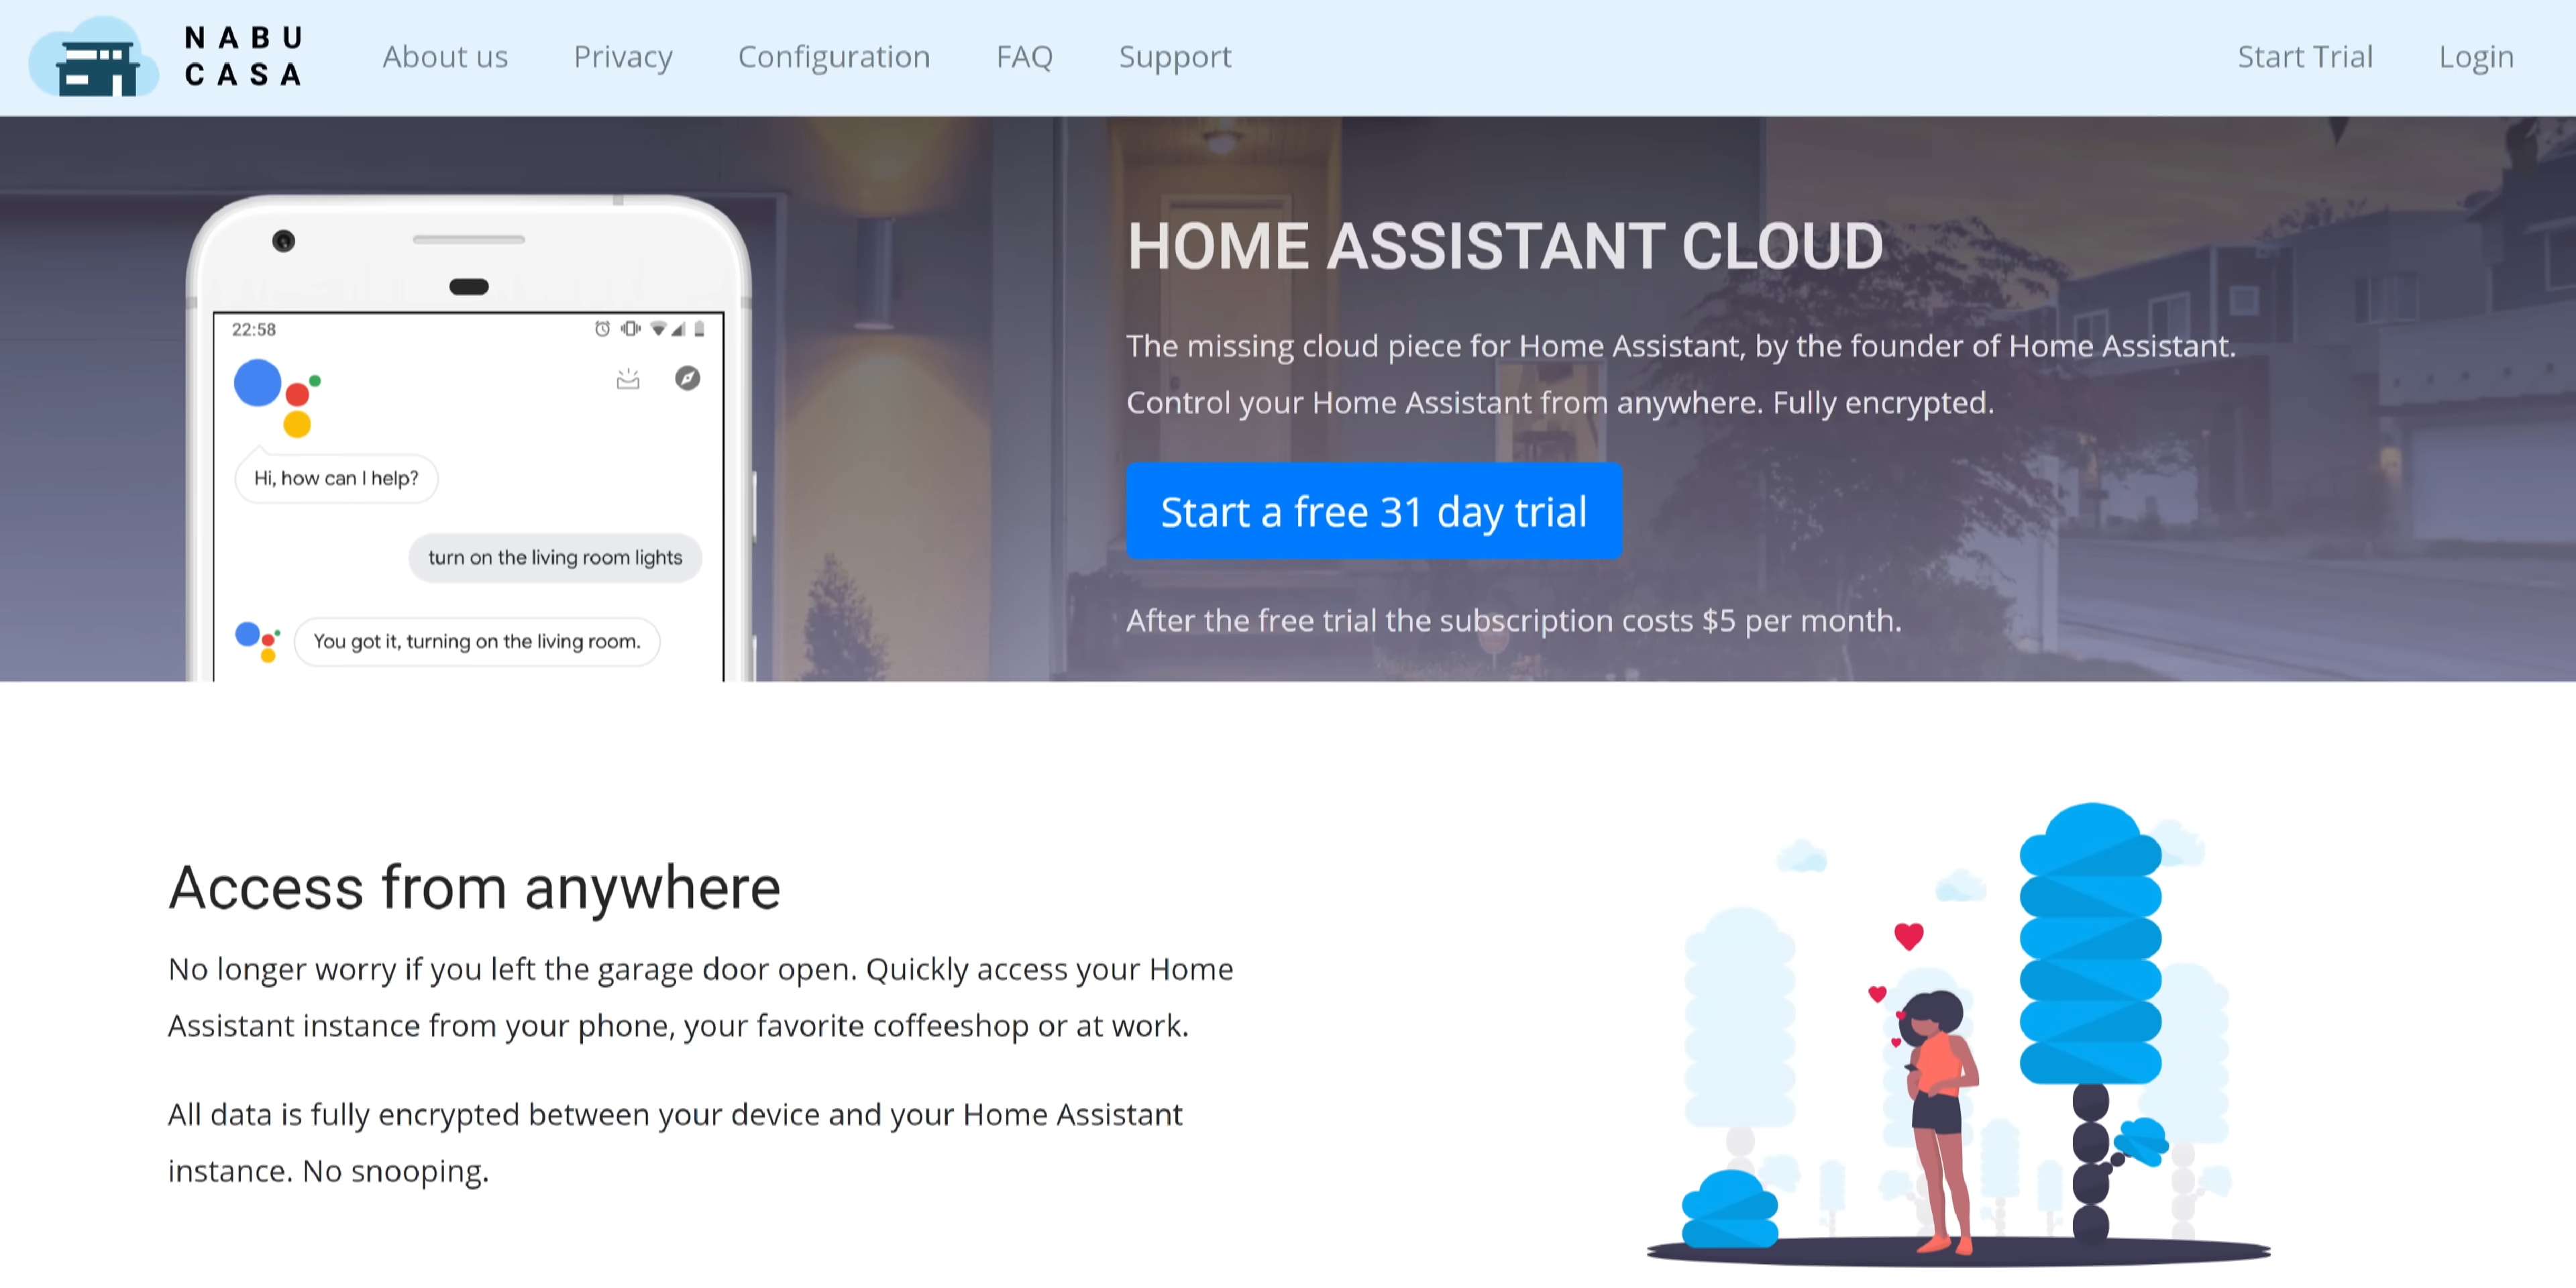 NABU
CASA
About us
Privacy
Configuration
FAQ
Support
Start Trial
Login
22:58
Hi, how can I help?
turn on the living room lights
You got it, turning on the living room.
HOME ASSISTANT CLOUD
The missing cloud piece for Home Assistant, by the founder of Home Assistant.
Control your Home Assistant from anywhere. Fully encrypted.
Start a free 31 day trial
After the free trial the subscription costs $5 per month.
Access from anywhere
No longer worry if you left the garage door open. Quickly access your Home
Assistant instance from your phone, your favorite coffeeshop or at work.
All data is fully encrypted between your device and your Home Assistant
instance. No snooping.